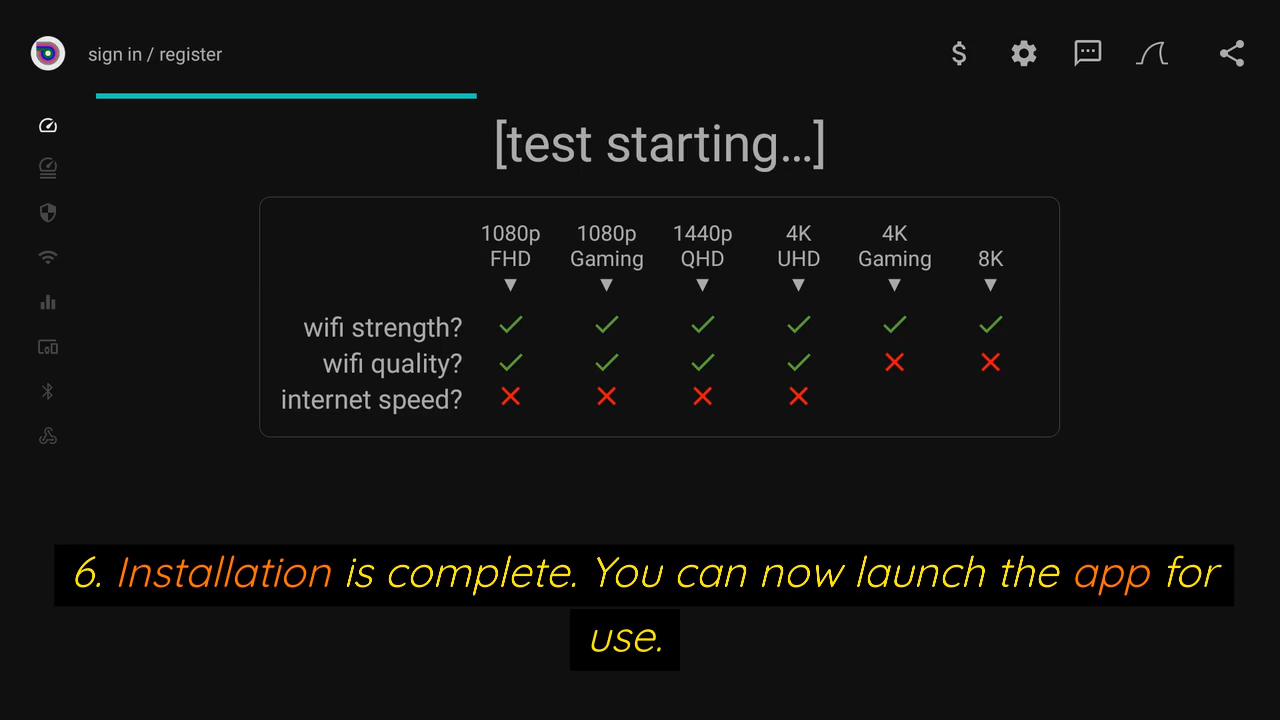 sign in / register
[test starting...]
1080p 1080p 1440p 4K 4K
FHD Gaming QHD UHD Gaming 8K
wifi strength?
wifi quality?
internet speed?
6. Installation is complete. You can now launch the app for
use.